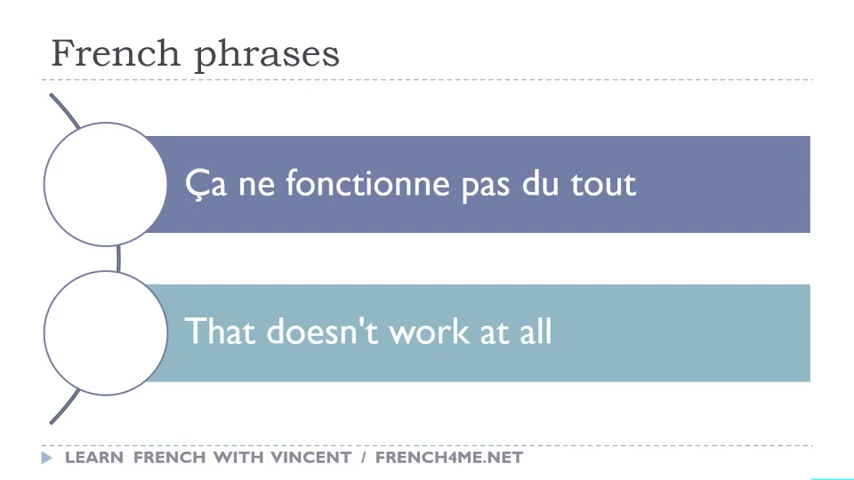 French phrases
Ça ne fonctionne pas du tout
That doesn't work at all
LEARN FRENCH WITH VINCENT / FRENCH4ME.NET